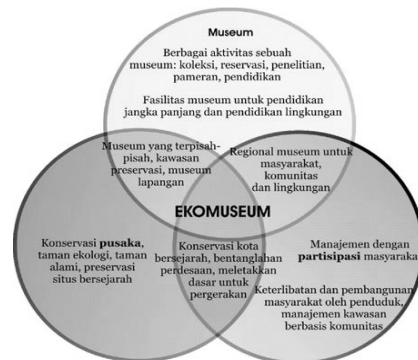 Museum
Berbagai aktivitas sebuah
museum: koleksi, reservasi, penelitian,
pameran, pendidikan
Fasilitas museum untuk pendidikan
jangka panjang dan pendidikan lingkungan
Museum yang terpisah-
pisah, kawasan
preservasi, museum
lapangan
Regional museum untuk
masyarakat,
komunitas
dan lingkungan
EKOMUSEUM
Konservasi pusaka,
taman ekologi, taman
alami, preservasi
situs bersejarah
Konservasi kota
bersejah, bentanglahan
perdesaan, meletakkan
dasar untuk
pergerakan
Manajemen dengan
partisipasi masyaraka
Keterlibatan dan pembangunan
masyarakat oleh penduduk,
manajemen kawasan
berbasis komunitas